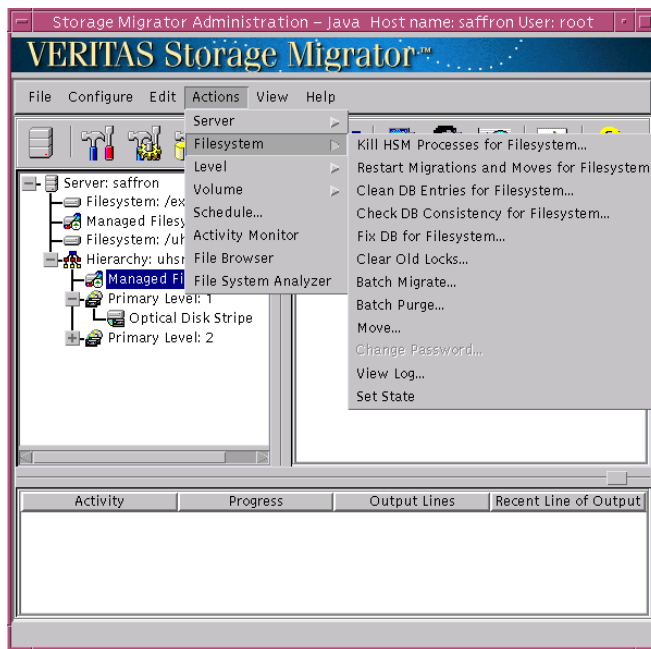 Storage Migrator Administration – Java Host name: saffron User: root
VERITAS Storage Migrator™
File Configure Edit Actions View Help
Server
Filesystem
Level
Volume
Schedule...
Activity Monitor
File Browser
File System Analyzer
Kill HSM Processes for Filesystem...
Restart Migrations and Moves for Filesystem
Clean DB Entries for Filesystem...
Check DB Consistency for Filesystem...
Fix DB for Filesystem...
Clear Old Locks...
Batch Migrate...
Batch Purge...
Move...
Change Password...
View Log...
Set State
Server: saffron
Filesystem: /ex
Managed Filesy
Filesystem: /uh
Hierarchy: uhsr
Managed Fi
Primary Level: 1
Optical Disk Stripe
Primary Level: 2
Activity Progress Output Lines Recent Line of Output